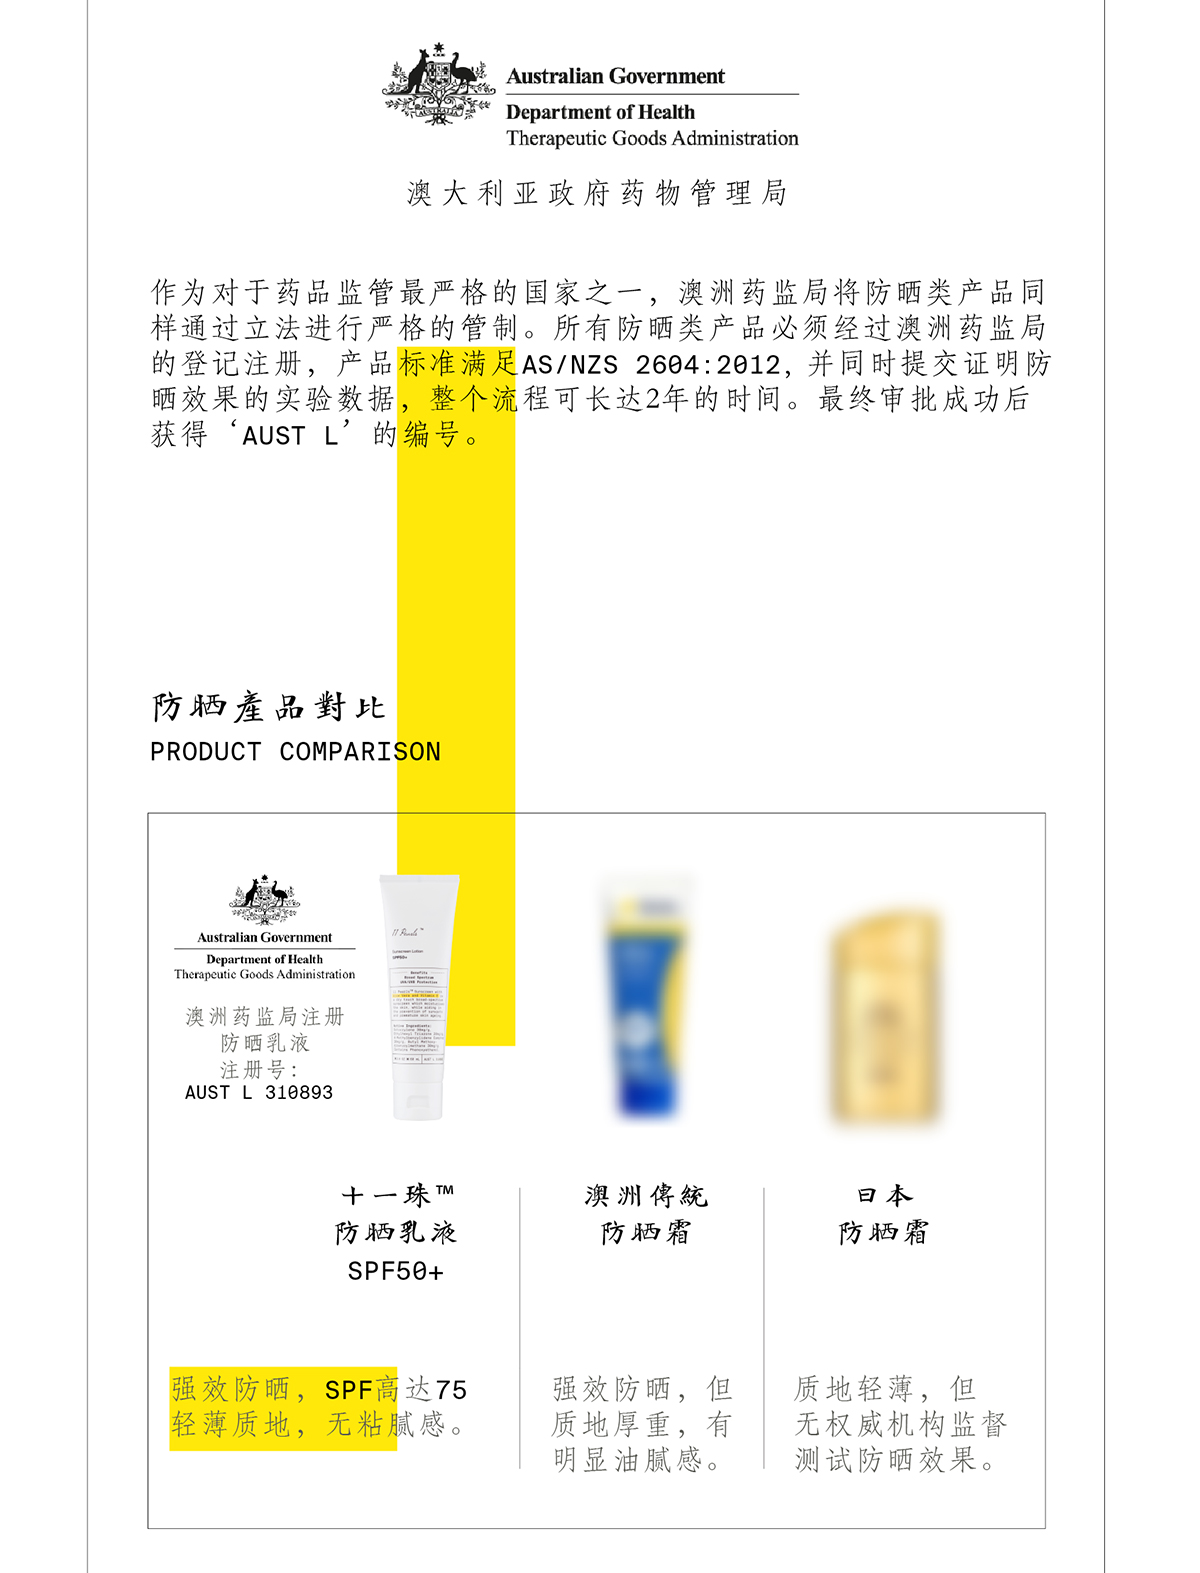 Australian Government
Department of Health
Therapeutic Goods Administration
澳大利亚政府药物管理局
作为对于药品监管最严格的国家之一，澳洲药监局将防晒类产品同
样通过立法进行严格的管制。所有防晒类产品必须经过澳洲药监局
的登记注册，产品标准满足AS/NZS 2604:2012, 并同时提交证明防
晒效果的实验数据，整个流程可长达2年的时间。最终审批成功后
获得‘AUST L’的编号。
防晒產品對比
PRODUCT COMPARISON
Australian Government
Department of Health
Therapeutic Goods Administration
澳洲药监局注册
防晒乳液
注册号：
AUST L 310893
11 Pearls™
Sunscreen Lotion
SPF50+
Benefits
Broad Spectrum
UVA/UVB Protection
十一珠™
防晒乳液
SPF50+
澳洲傳統
防晒霜
日本
防晒霜
强效防晒，SPF高达75
轻薄质地，无粘腻感。
强效防晒，但
质地厚重，有
明显油腻感。
质地轻薄，但
无权威机构监督
测试防晒效果。